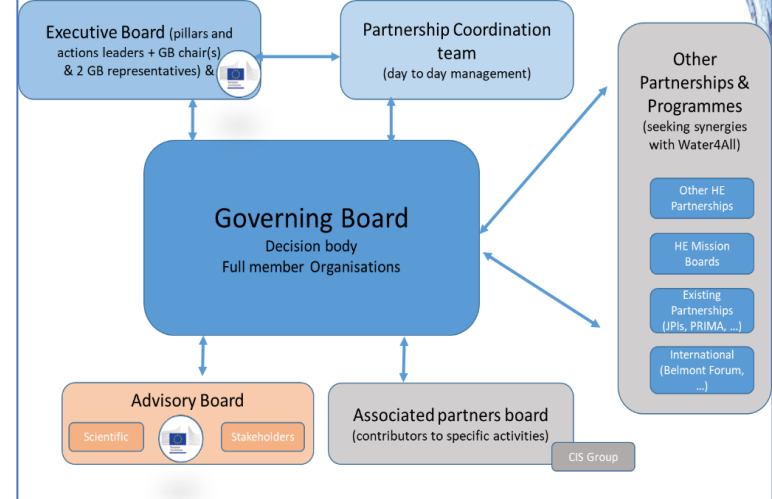 Executive Board (pillars and
actions leaders + GB chair(s)
& 2 GB representatives) &
Partnership Coordination
team
(day to day management)
Other
Partnerships &
Programmes
(seeking synergies
with Water4All)
Other HE
Partnerships
HE Mission
Boards
Existing
Partnerships
(JPIs, PRIMA, ...)
International
(Belmont Forum,
...)
Governing Board
Decision body
Full member Organisations
Advisory Board
Scientific
Stakeholders
Associated partners board
(contributors to specific activities)
CIS Group